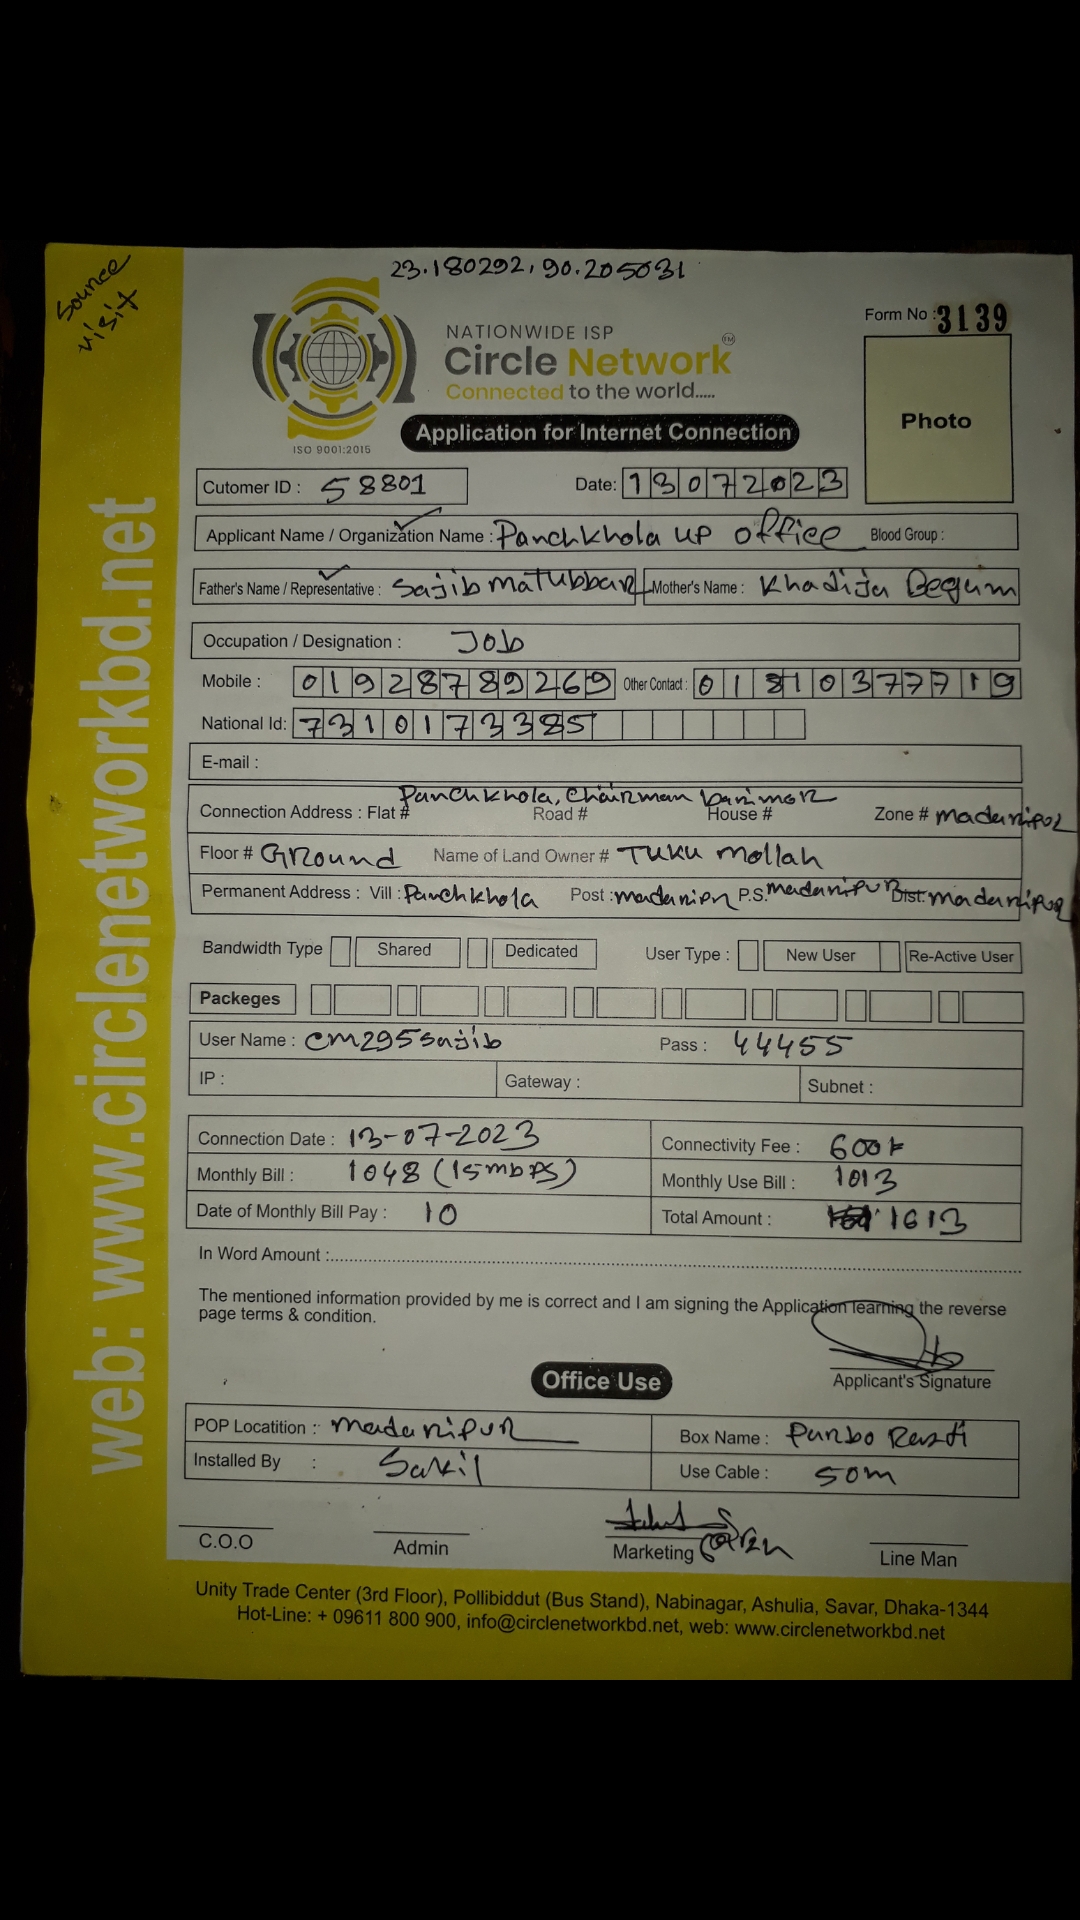 Source
visit
23.180292, 90.205031
Form No : 3139
NATIONWIDE ISP
Circle Network TM
Connected to the world.....
ISO 9001:2015
Application for Internet Connection
Photo
Cutomer ID : 58801 Date: 13072023
Applicant Name / Organization Name : Panchkhola UP office Blood Group :
Father's Name / Representative : Sajib Matubbar Mother's Name : Khadija Begum
Occupation / Designation : Job
Mobile : 01928789269 Other Contact : 01810377719
National Id: 7310173385
E-mail :
Panchkhola, Chairman barimor
Connection Address : Flat # Road # House # Zone # madaripur
Floor # Ground Name of Land Owner # TUKU Mollah
Permanent Address : Vill : Panchkhola Post : madaripr P.S. madaripur Dist: madaripur
Bandwidth Type Shared Dedicated User Type : New User Re-Active User
Packeges
User Name : cm295sajib Pass : 44455
IP : Gateway : Subnet :
Connection Date : 13-07-2023 Connectivity Fee : 600
Monthly Bill : 1048 (15mbps) Monthly Use Bill : 1013
Date of Monthly Bill Pay : 10 Total Amount : 1613
In Word Amount :
The mentioned information provided by me is correct and I am signing the Application learning the reverse
page terms & condition.
Applicant's Signature
Office Use
POP Locatition : madaripur Box Name : Purbo Rasti
Installed By : Sakil Use Cable : 50m
C.O.O Admin Marketing Line Man
Unity Trade Center (3rd Floor), Pollibiddut (Bus Stand), Nabinagar, Ashulia, Savar, Dhaka-1344
Hot-Line: + 09611 800 900, info@circlenetworkbd.net, web: www.circlenetworkbd.net
web: www.circlenetworkbd.net